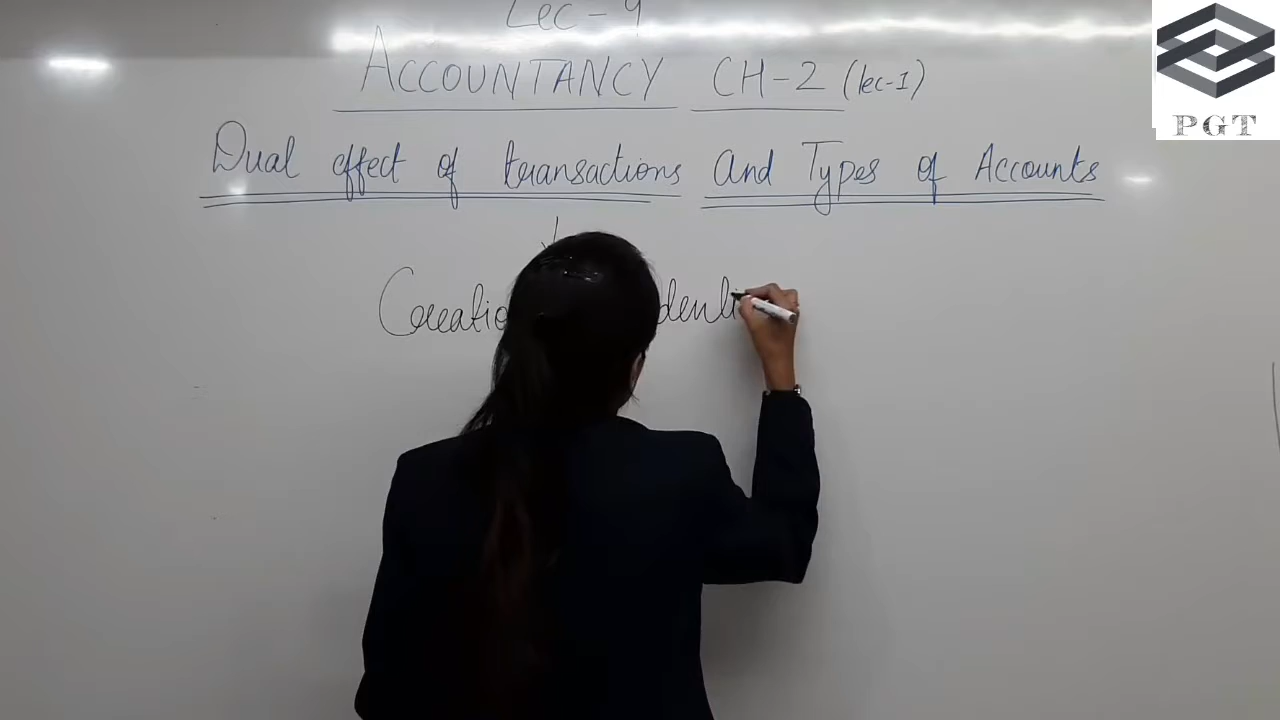 Lec - 9
ACCOUNTANCY CH-2 (lec-1)
Dual effect of transactions and Types of Accounts
PGT